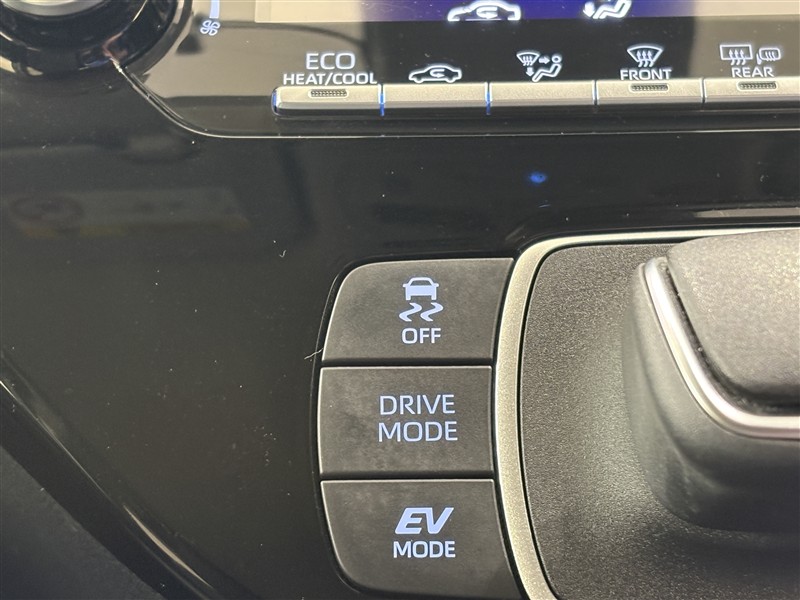 ECO
HEAT/COOL
FRONT
REAR
OFF
DRIVE
MODE
EV
MODE